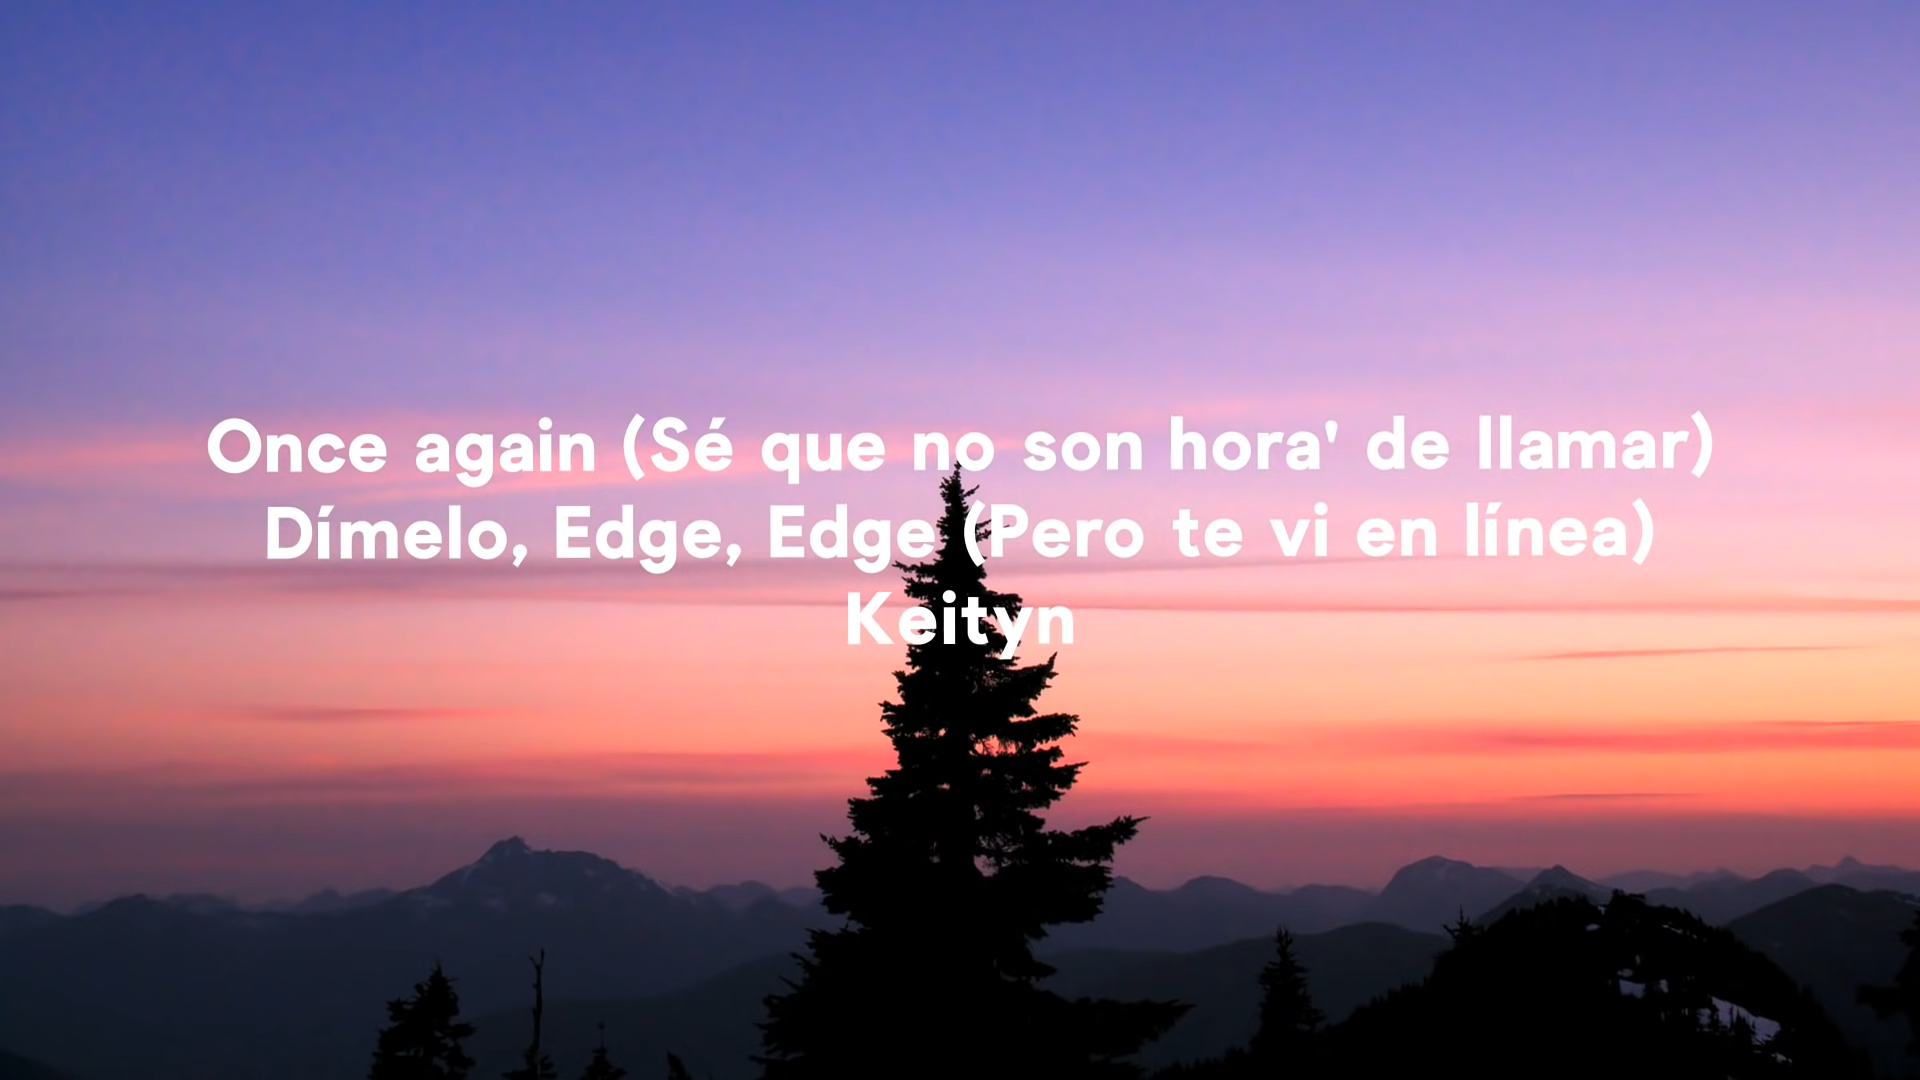 Once again (Sé que no son hora' de llamar)
Dímelo, Edge, Edge (Pero te vi en línea)
Keityn